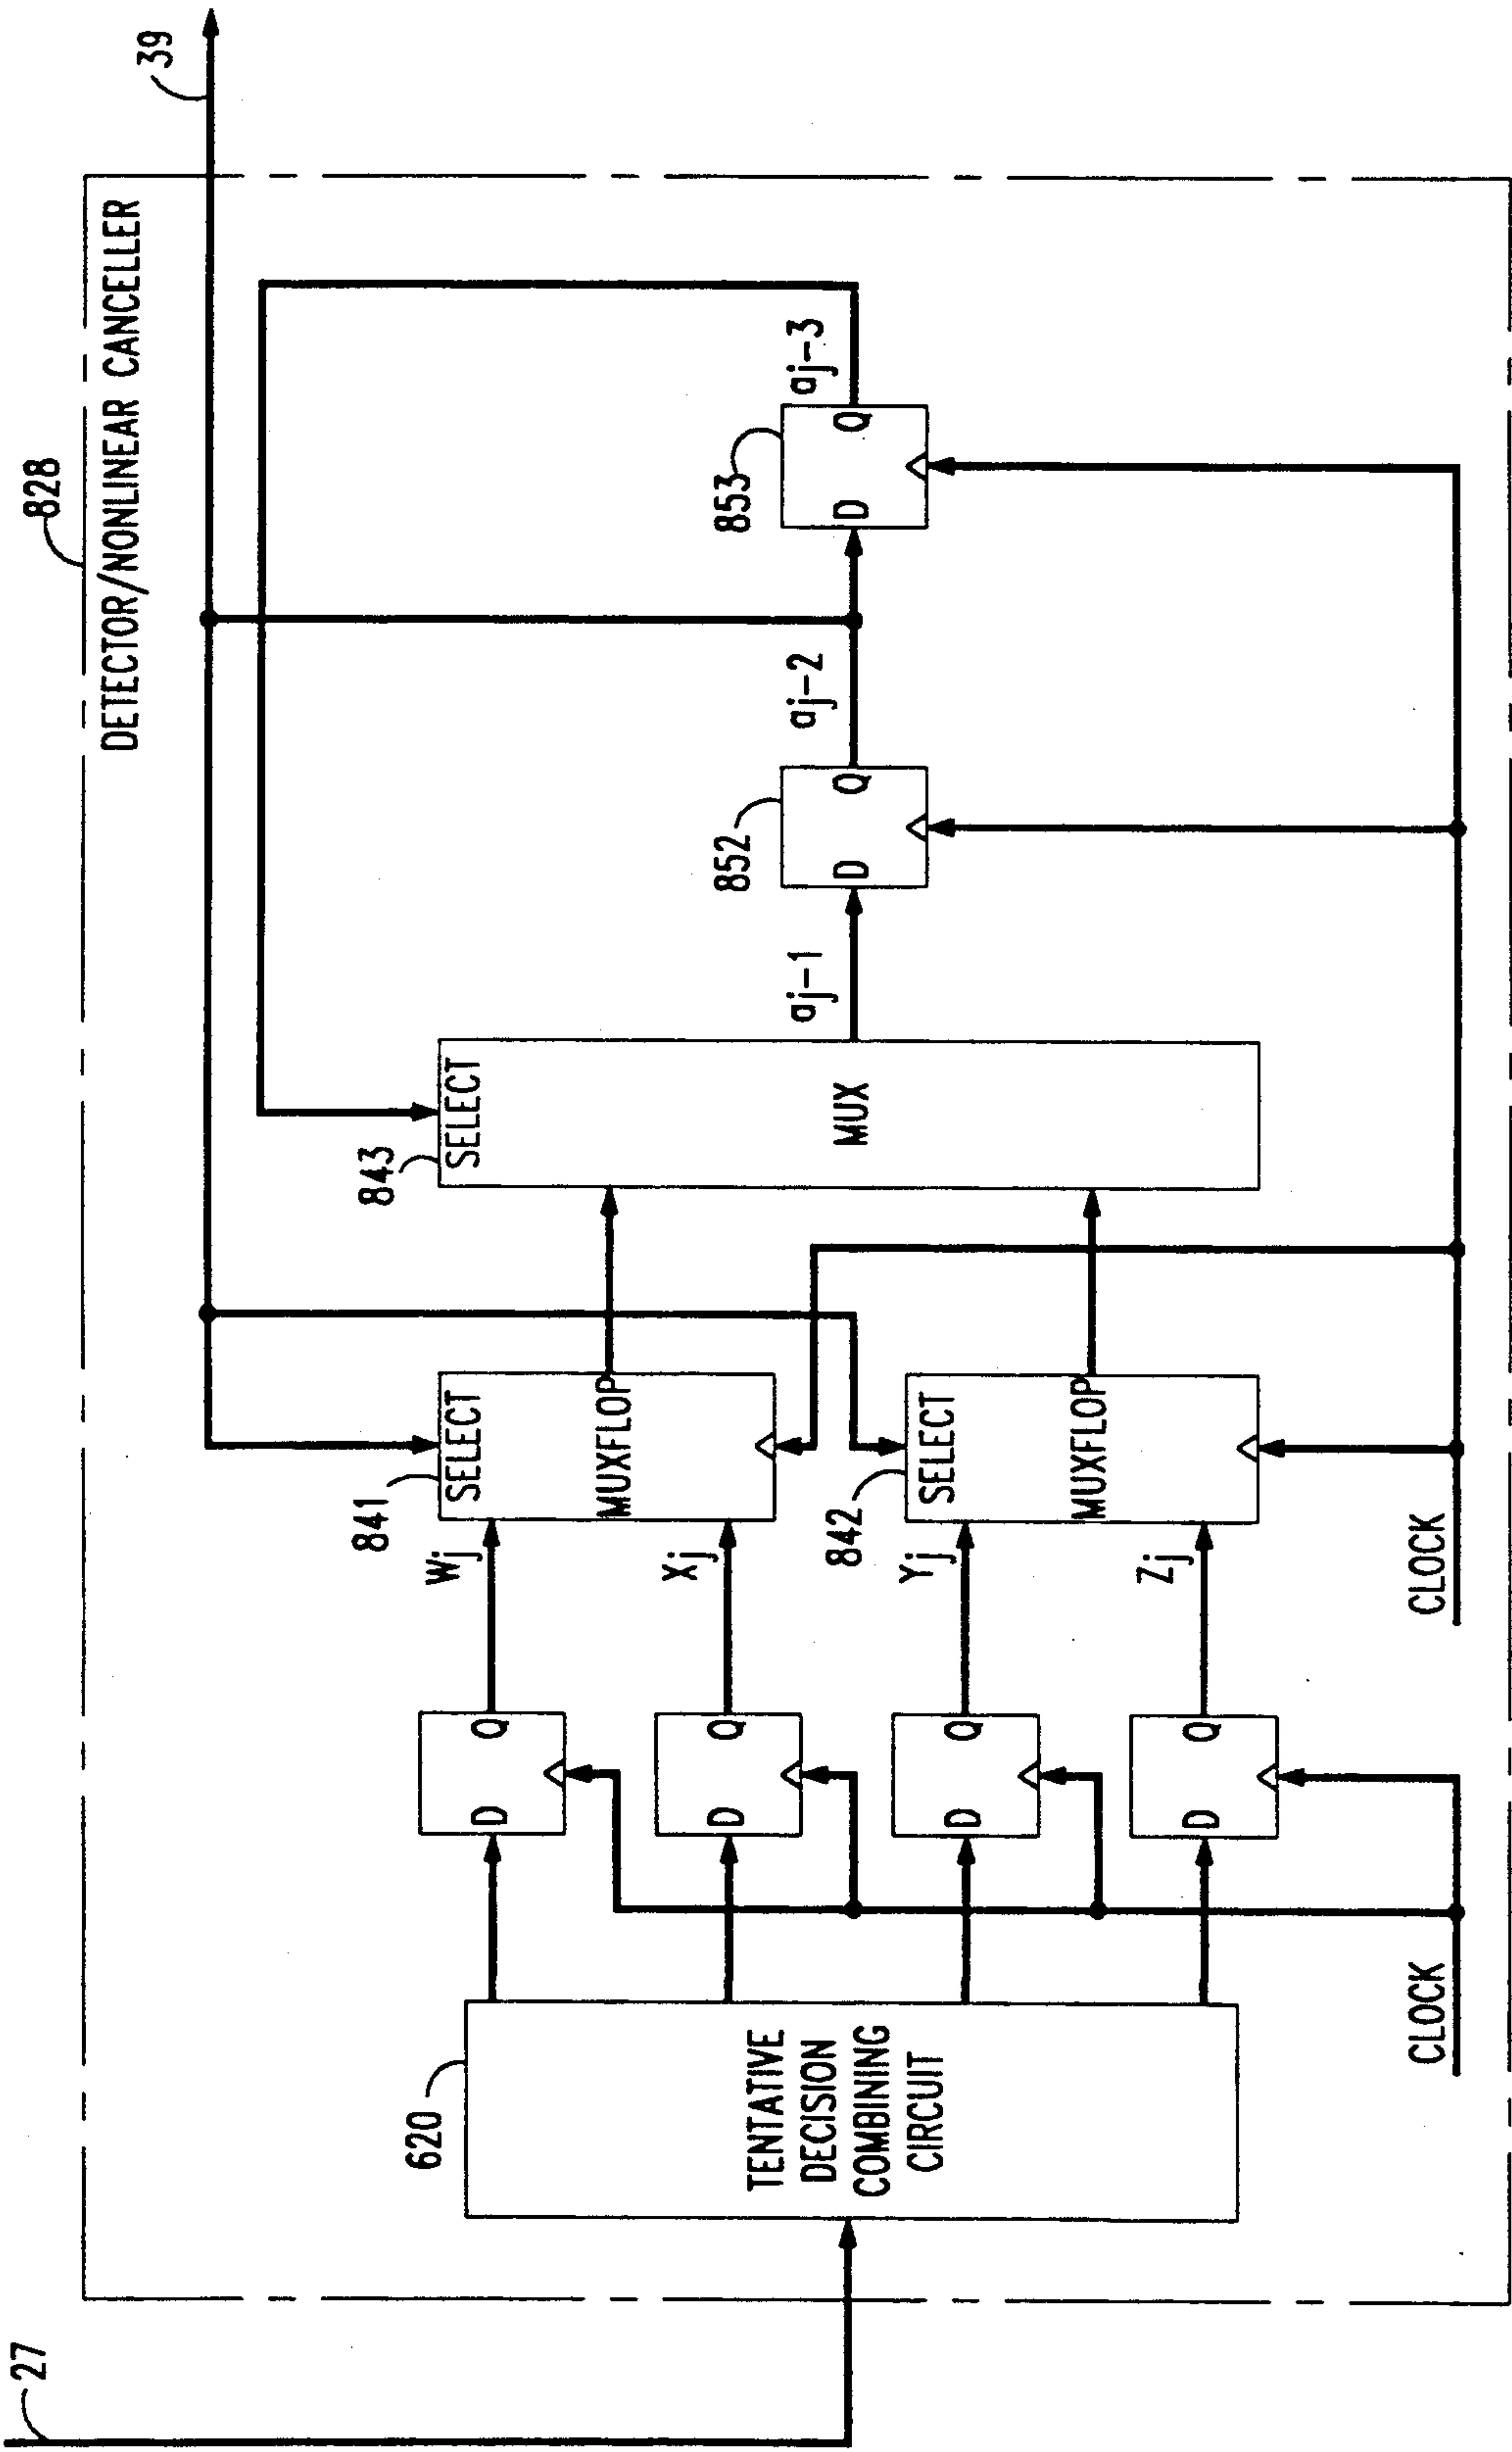 27
828
DETECTOR/NONLINEAR CANCELLER
39
620
TENTATIVE
DECISION
COMBINING
CIRCUIT
D Q
D Q
D Q
D Q
CLOCK
Wj
Xj
Yj
Zj
841
SELECT
MUXFLOP
842
SELECT
MUXFLOP
CLOCK
843
SELECT
MUX
aj-1
852
D Q
aj-2
853
D Q
aj-3